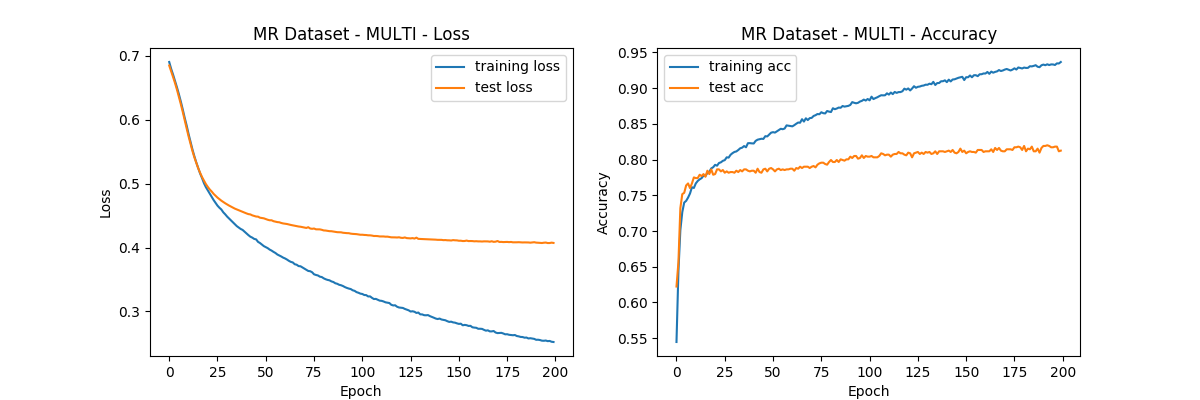 MR Dataset - MULTI - Loss
training loss
test loss
0.7
0.6
0.5
0.4
0.3
Loss
0 25 50 75 100 125 150 175 200
Epoch
MR Dataset - MULTI - Accuracy
training acc
test acc
0.95
0.90
0.85
0.80
0.75
0.70
0.65
0.60
0.55
Accuracy
0 25 50 75 100 125 150 175 200
Epoch